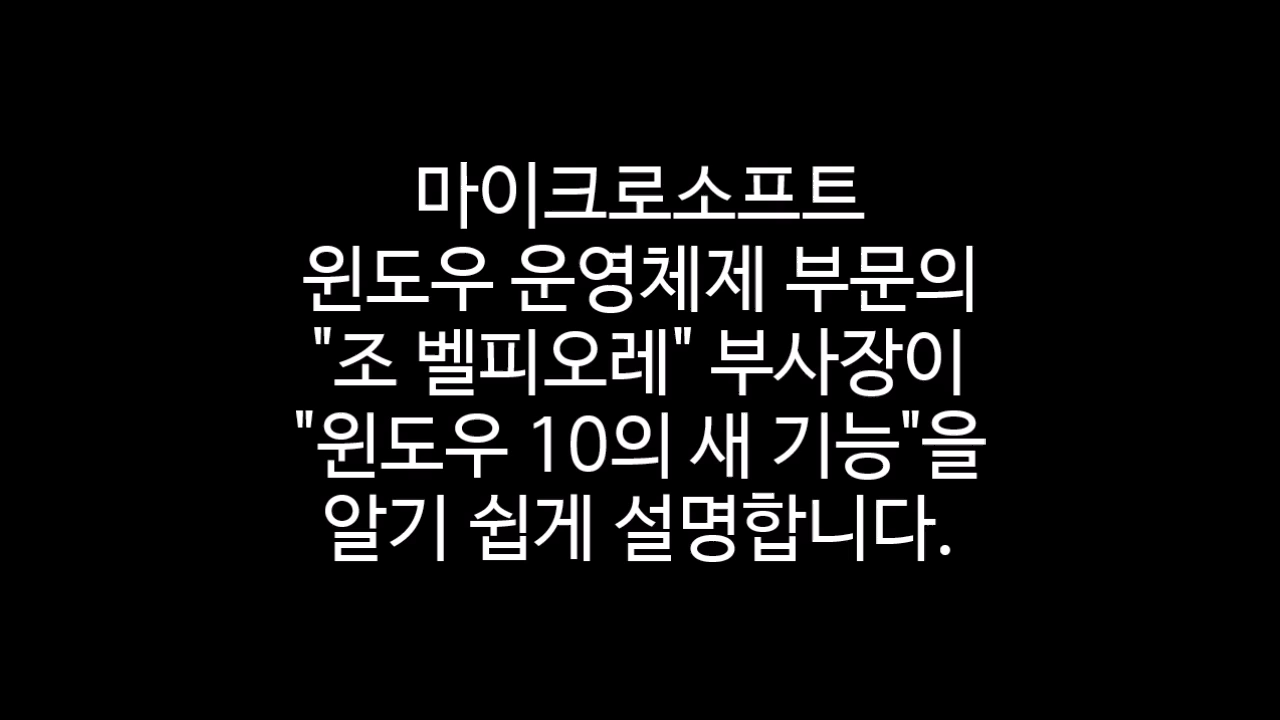 마이크로소프트
윈도우 운영체제 부문의
"조 벨피오레" 부사장이
"윈도우 10의 새 기능"을
알기 쉽게 설명합니다.